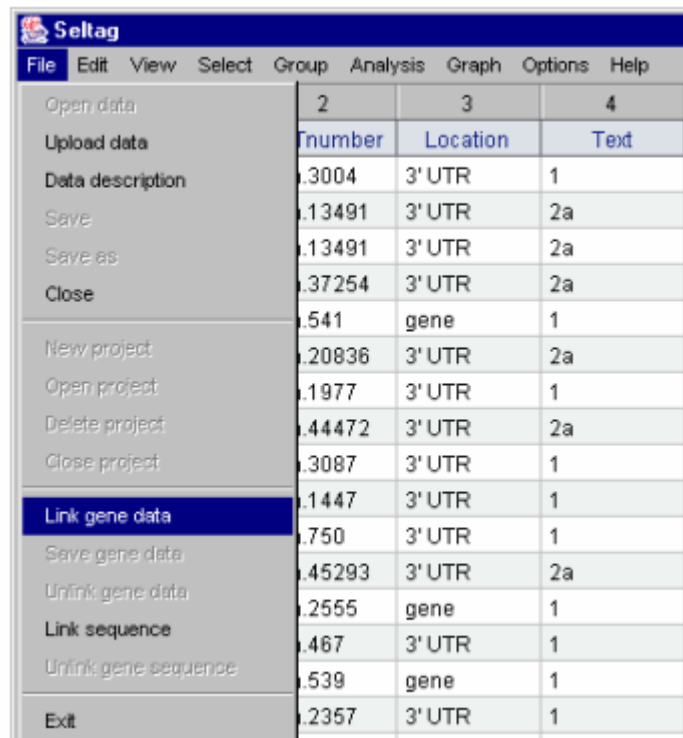 Seltag
File Edit View Select Group Analysis Graph Options Help
Open data
Upload data
Data description
Save
Save as
Close
New project
Open project
Delete project
Close project
Link gene data
Save gene data
Unlink gene data
Link sequence
Unlink gene sequence
Exit
2 3 4
Tnumber Location Text
.3004 3' UTR 1
.13491 3' UTR 2a
.13491 3' UTR 2a
.37254 3' UTR 2a
.541 gene 1
.20836 3' UTR 2a
.1977 3' UTR 1
.44472 3' UTR 2a
.3087 3' UTR 1
.1447 3' UTR 1
.750 3' UTR 1
.45293 3' UTR 2a
.2555 gene 1
.467 3' UTR 1
.539 gene 1
.2357 3' UTR 1